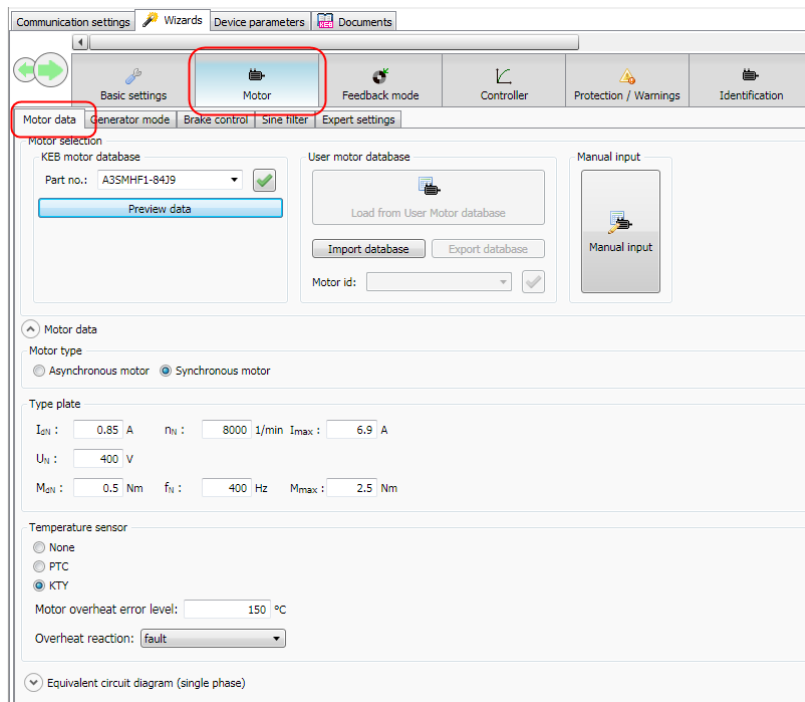 Communication settings Wizards Device parameters Documents
Basic settings Motor Feedback mode Controller Protection / Warnings Identification
Motor data Generator mode Brake control Sine filter Expert settings
Motor selection
KEB motor database User motor database Manual input
Part no.: A3SMHF1-84J9
Preview data Load from User Motor database
Import database Export database Manual input
Motor id:
Motor data
Motor type
Asynchronous motor Synchronous motor
Type plate
IdN : 0.85 A nN : 8000 1/min Imax : 6.9 A
UN : 400 V
MdN : 0.5 Nm fN : 400 Hz Mmax : 2.5 Nm
Temperature sensor
None
PTC
KTY
Motor overheat error level: 150 °C
Overheat reaction: fault
Equivalent circuit diagram (single phase)